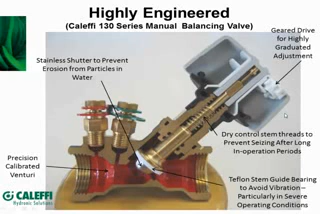 Highly Engineered
(Caleffi 130 Series Manual Balancing Valve)
Geared Drive
for Highly
Graduated
Adjustment
Stainless Shutter to Prevent
Erosion from Particles in
Water
Dry control stem threads to
Prevent Seizing After Long
In-operation Periods
Precision
Calibrated
Venturi
Teflon Stem Guide Bearing
to Avoid Vibration –
Particularly in Severe
Operating Conditions
CALEFFI
Hydronic Solutions